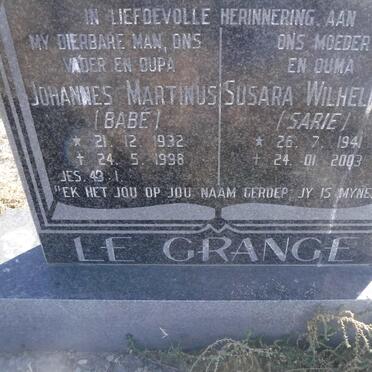 IN LIEFDEVOLLE HERINNERING AAN
MY DIERBARE MAN, ONS
VADER EN OUPA
JOHANNES MARTINUS
(BABE)
* 21. 12. 1932
+ 24. 5. 1998
ONS MOEDER
EN OUMA
SUSARA WILHEL
(SARIE)
* 26. 7. 1941
+ 24. 01 2003
JES. 43:1.
"EK HET JOU OP JOU NAAM GEROEP; JY IS MYNE
LE GRANGE